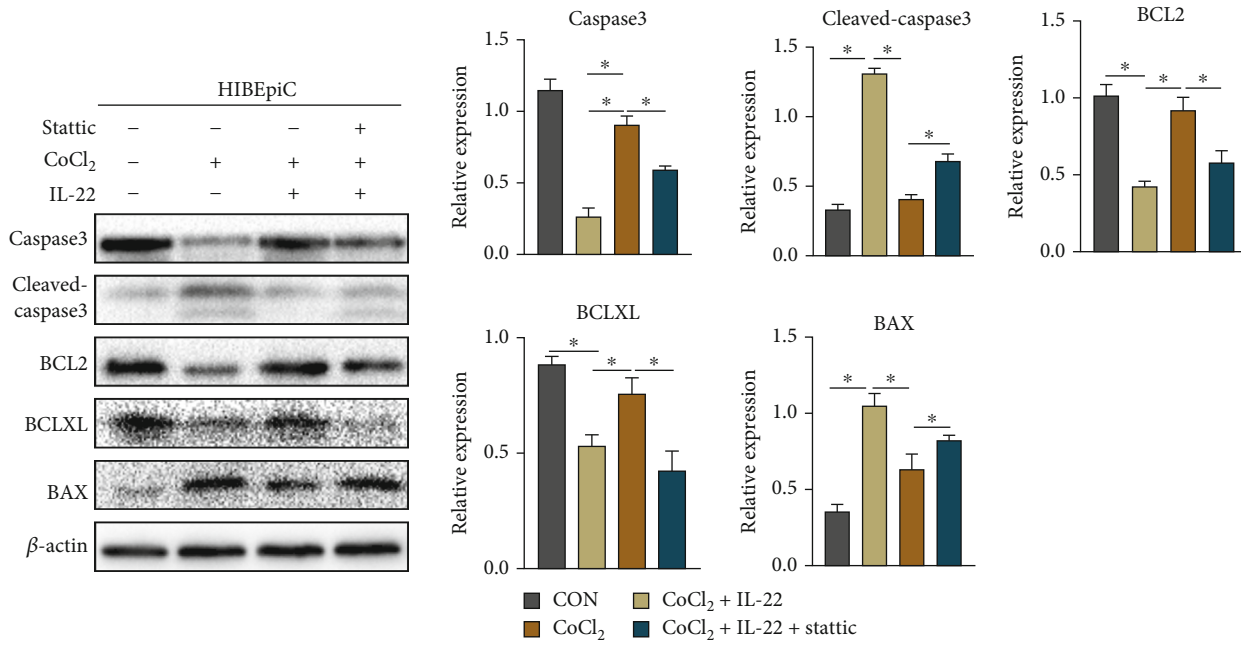 HIBEpiC
Stattic − − − +
CoCl₂ − + + +
IL-22 − − + +
Caspase3
Cleaved-
caspase3
BCL2
BCLXL
BAX
β-actin
Caspase3
Relative expression
1.5
1.0
0.5
0.0
* * *
Cleaved-caspase3
Relative expression
1.5
1.0
0.5
0.0
* * *
BCL2
Relative expression
1.5
1.0
0.5
0.0
* * *
BCLXL
Relative expression
1.0
0.5
0.0
* * *
BAX
Relative expression
1.5
1.0
0.5
0.0
* * *
CON
CoCl₂
CoCl₂ + IL-22
CoCl₂ + IL-22 + stattic